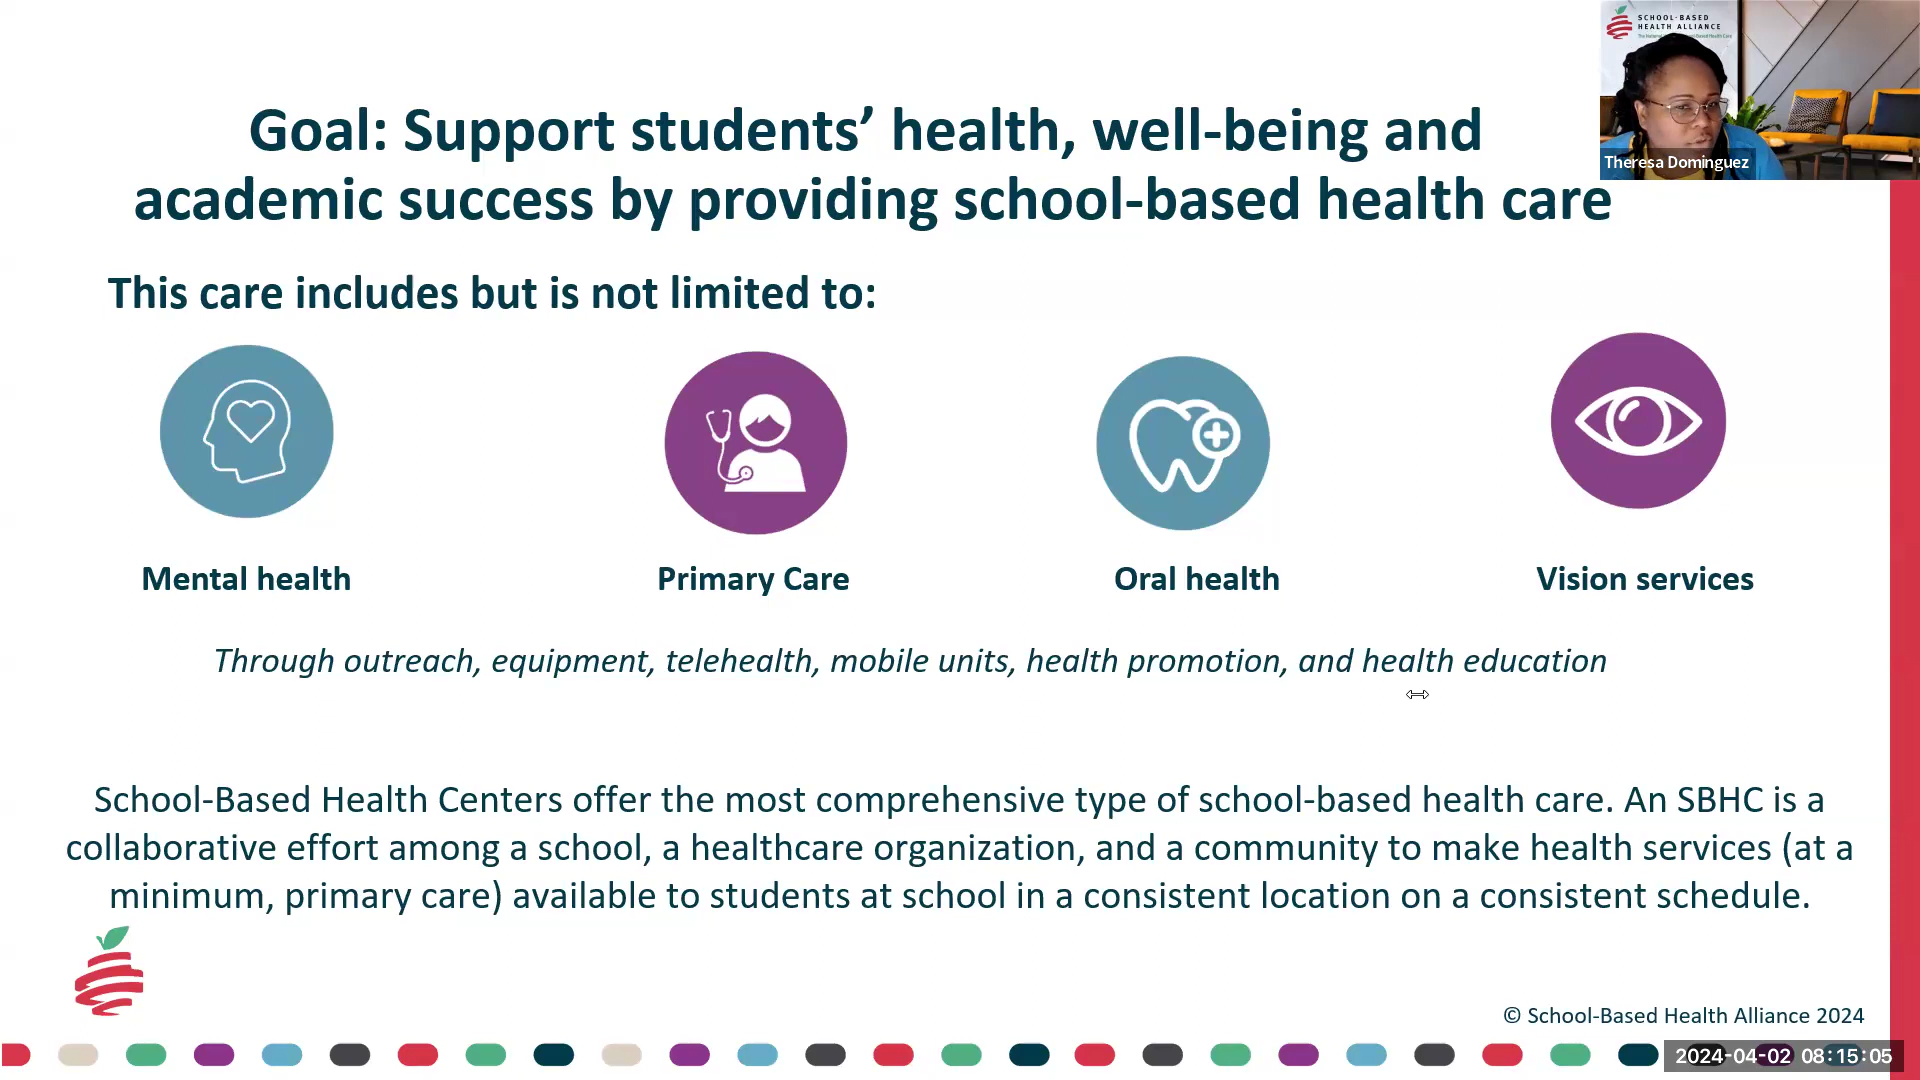 SCHOOL-BASED
HEALTH ALLIANCE
Theresa Dominguez
Goal: Support students’ health, well-being and
academic success by providing school-based health care
This care includes but is not limited to:
Mental health
Primary Care
Oral health
Vision services
Through outreach, equipment, telehealth, mobile units, health promotion, and health education
School-Based Health Centers offer the most comprehensive type of school-based health care. An SBHC is a
collaborative effort among a school, a healthcare organization, and a community to make health services (at a
minimum, primary care) available to students at school in a consistent location on a consistent schedule.
© School-Based Health Alliance 2024
2024-04-02 08:15:05